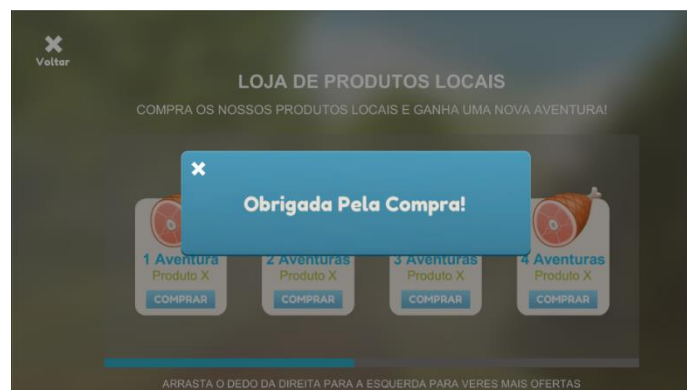 Voltar
LOJA DE PRODUTOS LOCAIS
COMPRA OS NOSSOS PRODUTOS LOCAIS E GANHA UMA NOVA AVENTURA!
Obrigada Pela Compra!
1 Aventura 2 Aventuras 3 Aventuras 4 Aventuras
Produto X Produto X Produto X Produto X
COMPRAR COMPRAR COMPRAR COMPRAR
ARRASTA O DEDO DA DIREITA PARA A ESQUERDA PARA VERES MAIS OFERTAS